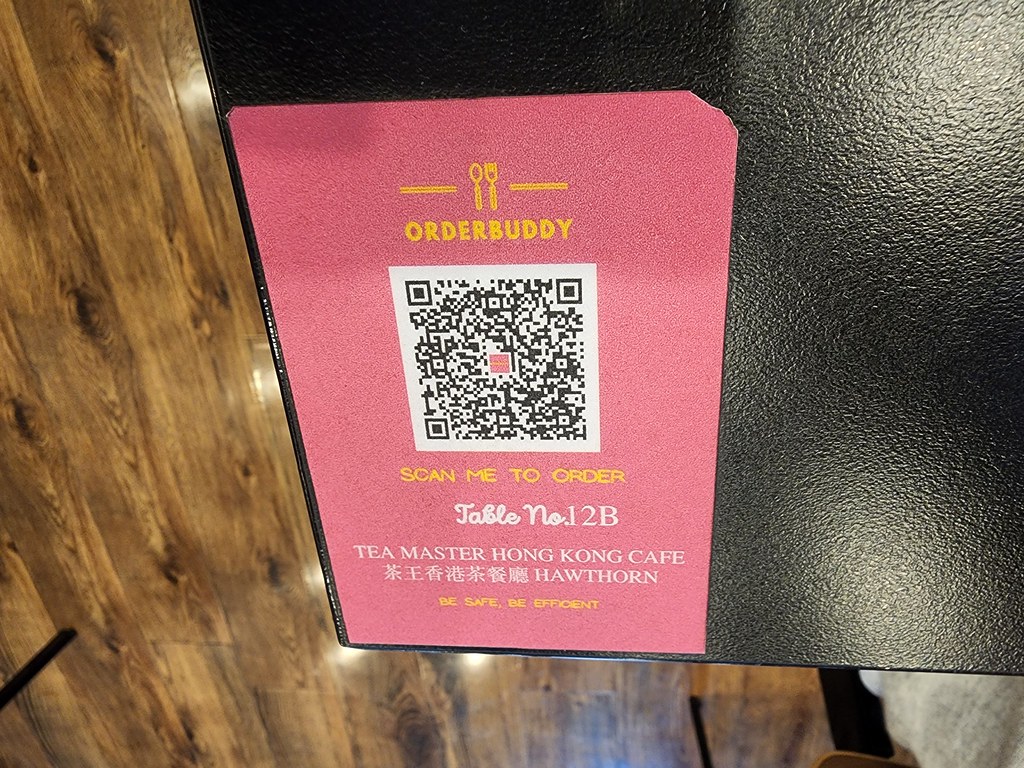 ORDERBUDDY
SCAN ME TO ORDER
Table No.12B
TEA MASTER HONG KONG CAFE
茶王香港茶餐廳 HAWTHORN
BE SAFE, BE EFFICIENT